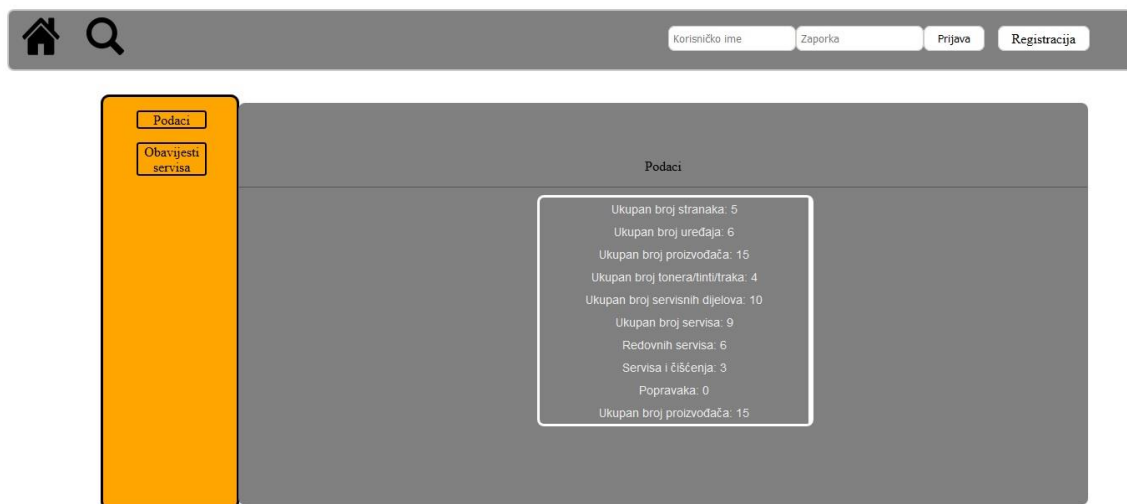 Korisničko ime
Zaporka
Prijava
Registracija
Podaci
Obavijesti
servisa
Podaci
Ukupan broj stranaka: 5
Ukupan broj uređaja: 6
Ukupan broj proizvođača: 15
Ukupan broj tonera/tinti/traka: 4
Ukupan broj servisnih dijelova: 10
Ukupan broj servisa: 9
Redovnih servisa: 6
Servisa i čišćenja: 3
Popravaka: 0
Ukupan broj proizvođača: 15